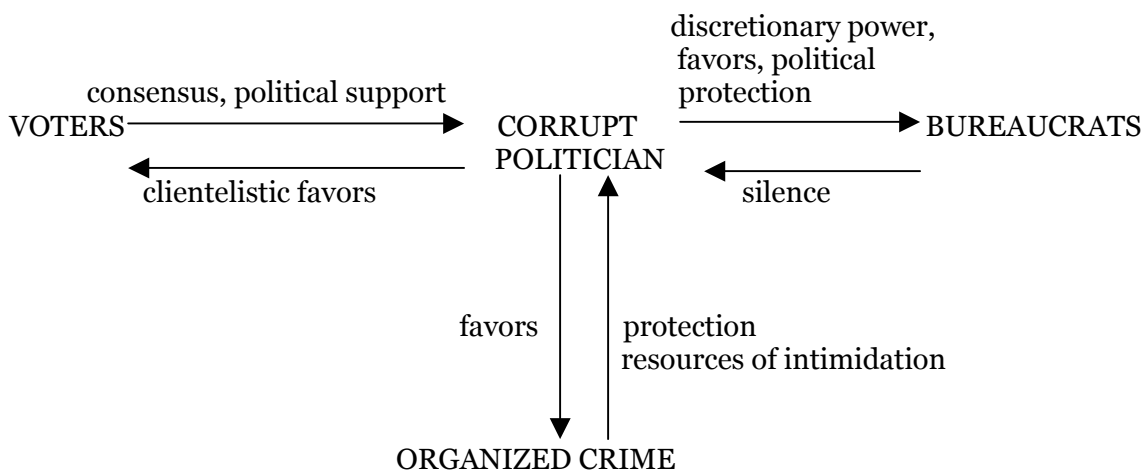 discretionary power,
favors, political
protection
consensus, political support
VOTERS
CORRUPT
POLITICIAN
BUREAUCRATS
clientelistic favors
silence
favors
protection
resources of intimidation
ORGANIZED CRIME